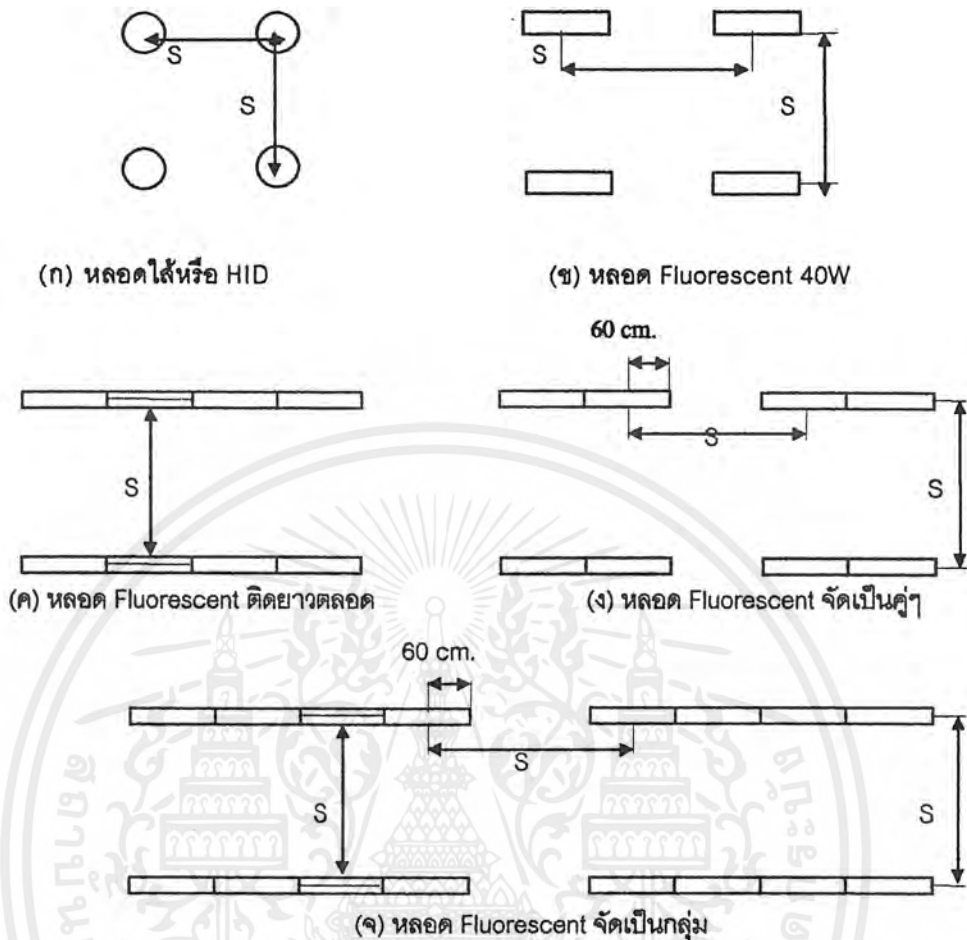 S
S
S
S
(ก) หลอดใส้หรือ HID
(ข) หลอด Fluorescent 40W
60 cm.
S
S
S
(ค) หลอด Fluorescent ติดยาวตลอด
(ง) หลอด Fluorescent จัดเป็นคู่ๆ
60 cm.
S
S
S
(จ) หลอด Fluorescent จัดเป็นกลุ่ม